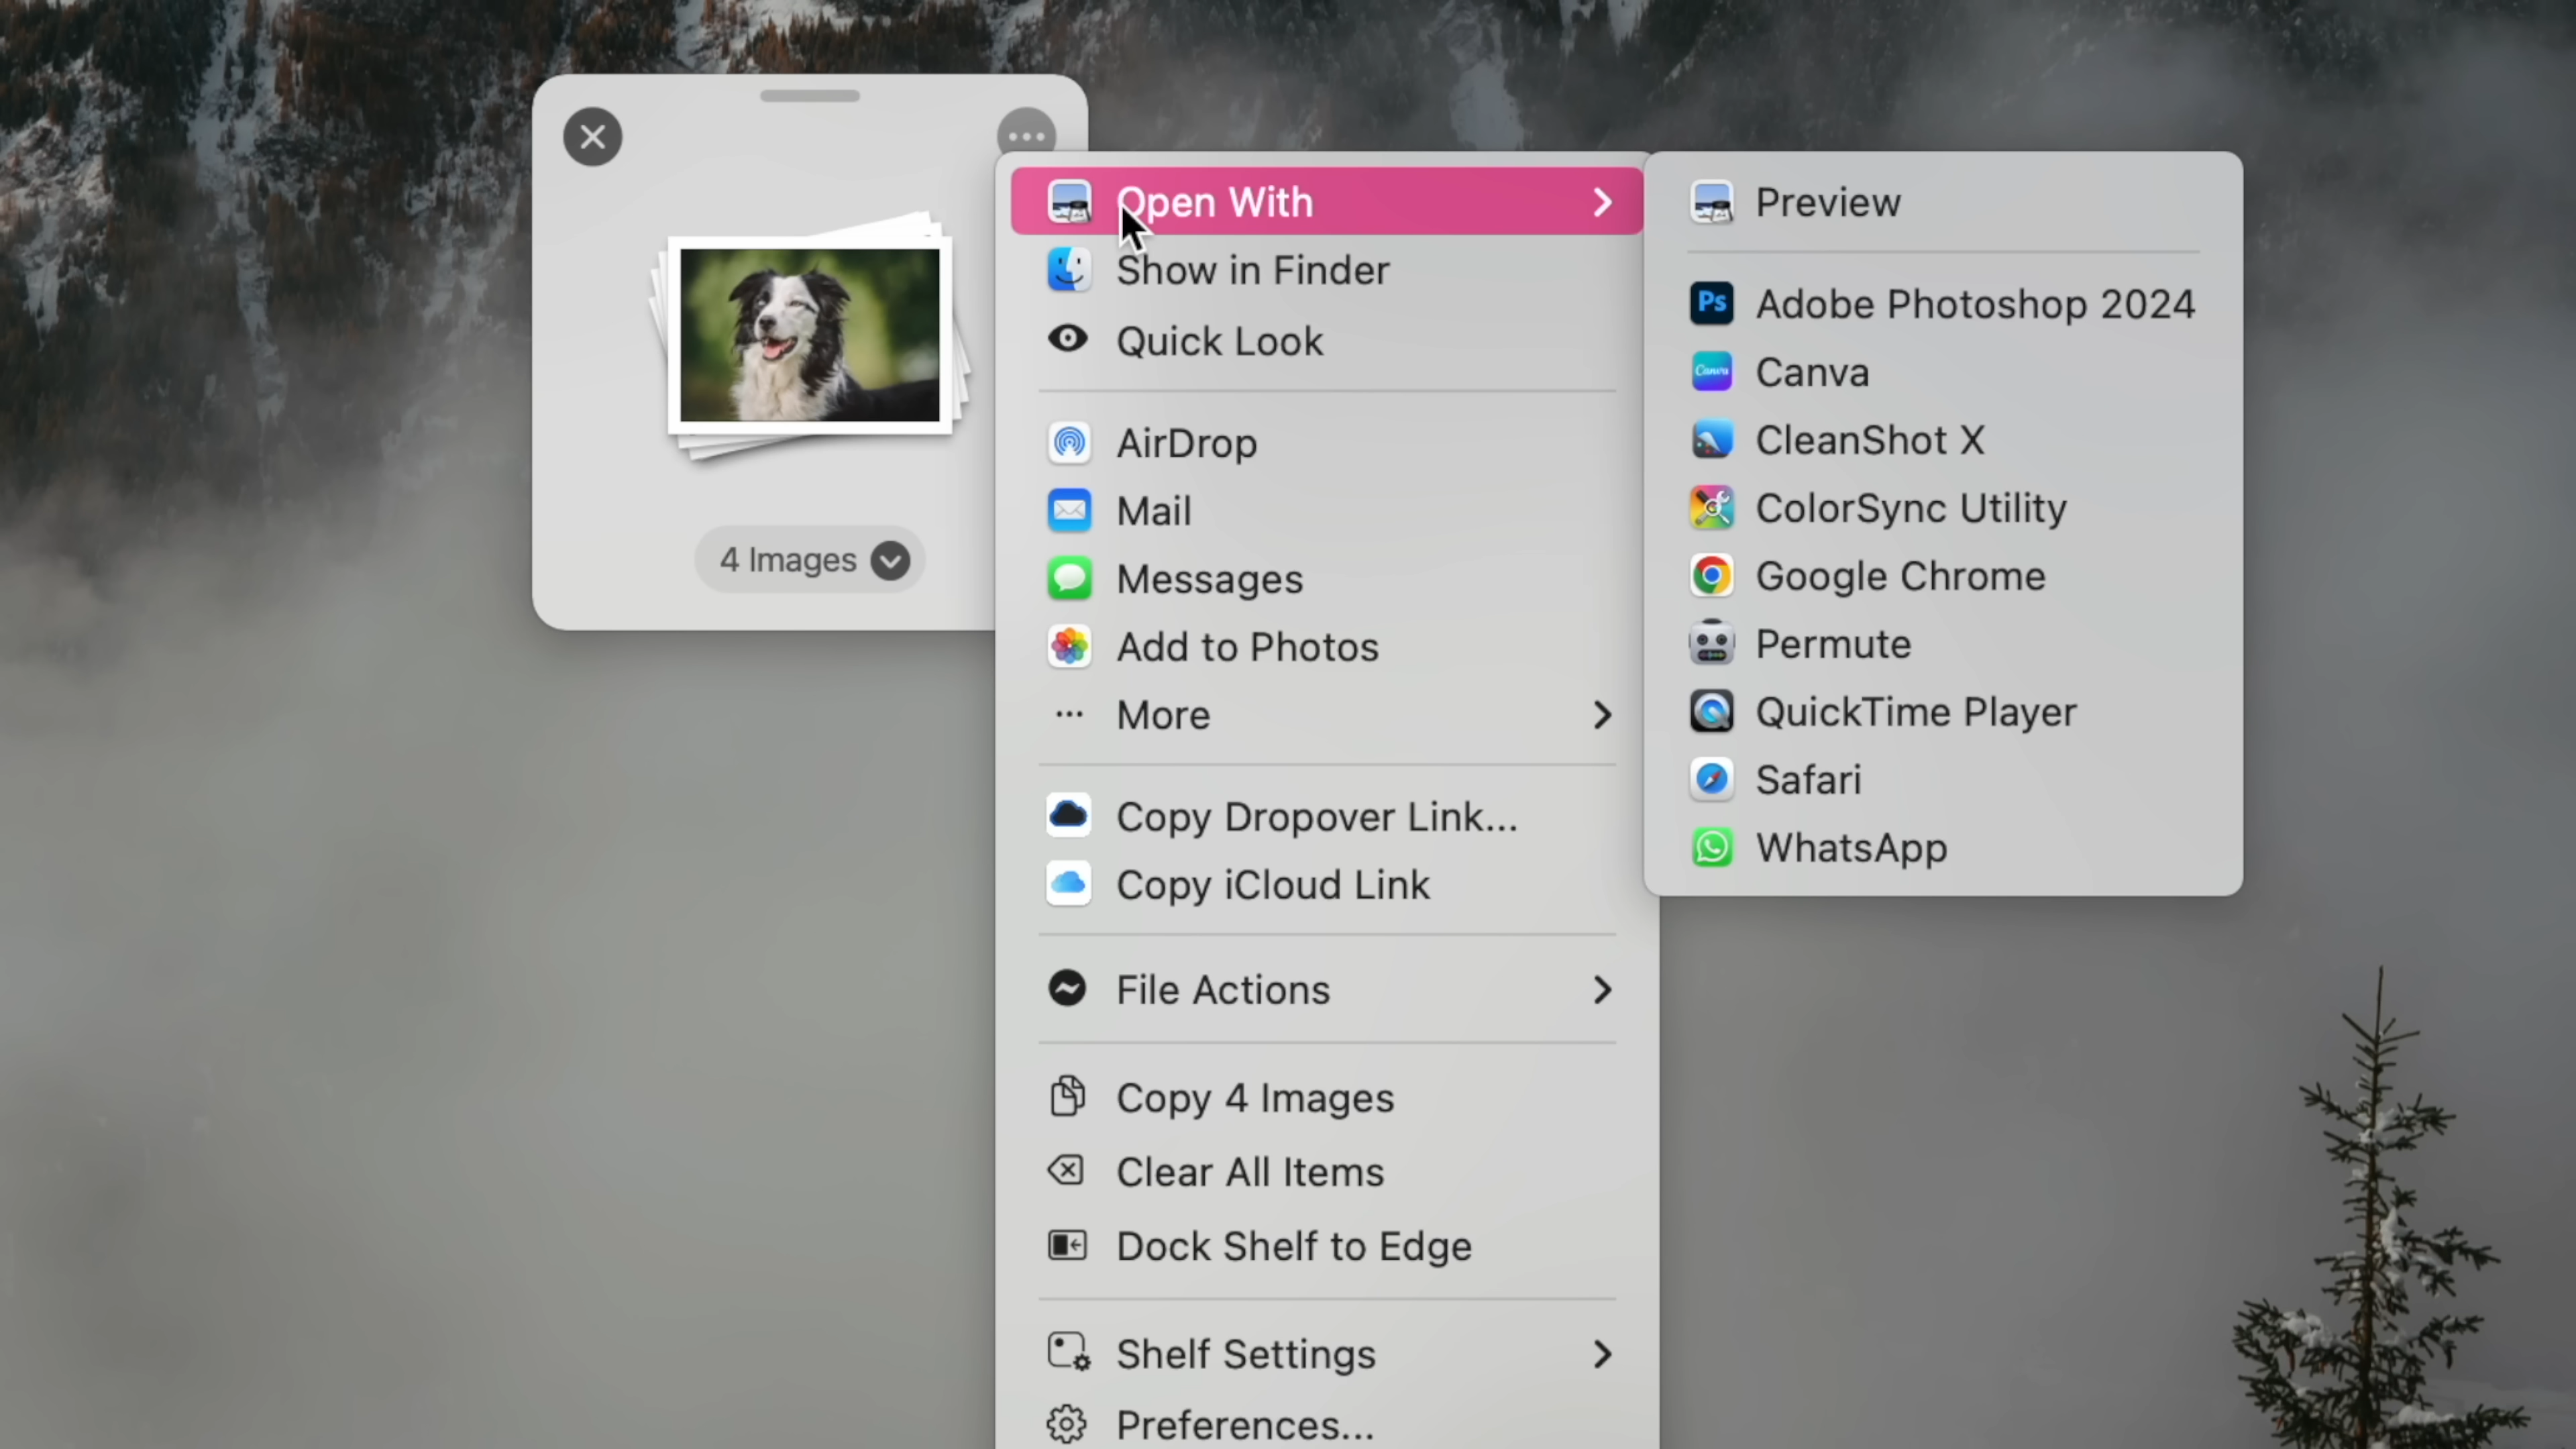 Open With
Show in Finder
Quick Look
AirDrop
Mail
Messages
Add to Photos
More
Copy Dropover Link...
Copy iCloud Link
File Actions
Copy 4 Images
Clear All Items
Dock Shelf to Edge
Shelf Settings
Preferences...
4 Images
Preview
Ps
Adobe Photoshop 2024
Canva
Canva
CleanShot X
ColorSync Utility
Google Chrome
Permute
QuickTime Player
Safari
WhatsApp